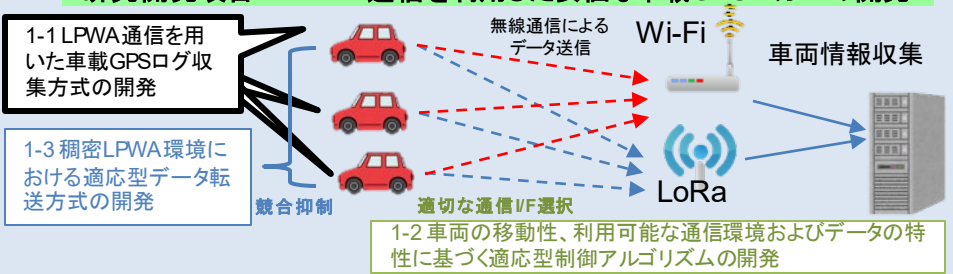 1-1 LPWA通信を用
いた車載GPSログ収
集方式の開発
無線通信による
データ送信
Wi-Fi
車両情報収集
1-3 稠密LPWA環境に
おける適応型データ転
送方式の開発
競合抑制
適切な通信I/F選択
LoRa
1-2 車両の移動性、利用可能な通信環境およびデータの特
性に基づく適応型制御アルゴリズムの開発